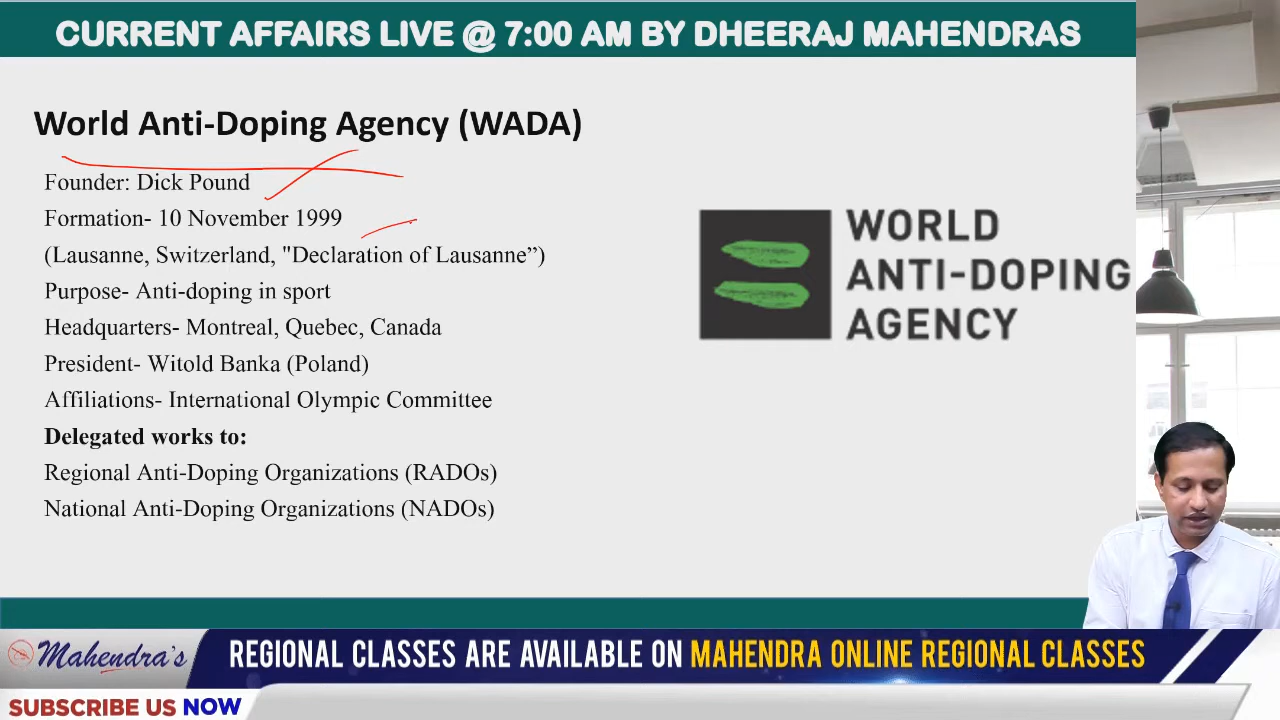 CURRENT AFFAIRS LIVE @ 7:00 AM BY DHEERAJ MAHENDRAS
World Anti-Doping Agency (WADA)
Founder: Dick Pound
Formation- 10 November 1999
(Lausanne, Switzerland, "Declaration of Lausanne”)
Purpose- Anti-doping in sport
Headquarters- Montreal, Quebec, Canada
President- Witold Banka (Poland)
Affiliations- International Olympic Committee
Delegated works to:
Regional Anti-Doping Organizations (RADOs)
National Anti-Doping Organizations (NADOs)
WORLD
ANTI-DOPING
AGENCY
Mahendra's
REGIONAL CLASSES ARE AVAILABLE ON MAHENDRA ONLINE REGIONAL CLASSES
SUBSCRIBE US NOW